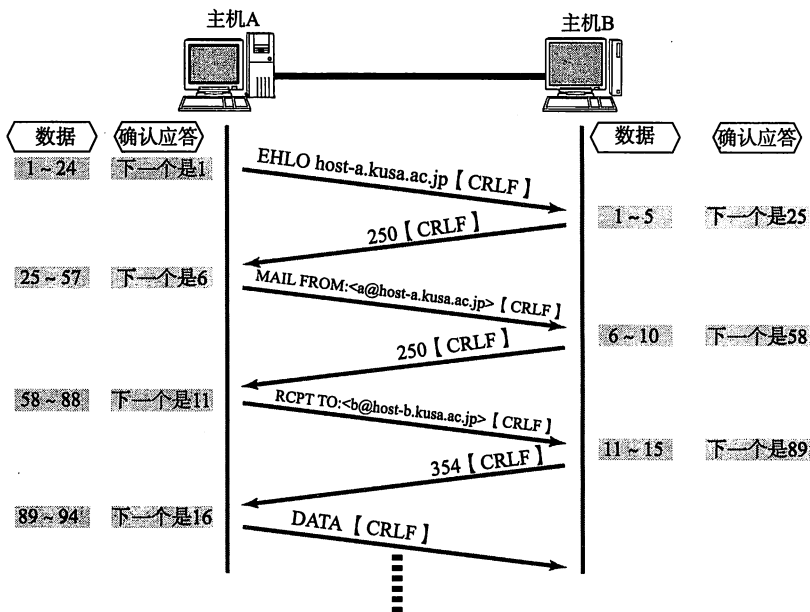 主机A
主机B
数据
确认应答
数据
确认应答
1~24
下一个是1
EHLO host-a.kusa.ac.jp【CRLF】
1~5
下一个是25
250【CRLF】
25~57
下一个是6
MAIL FROM:<a@host-a.kusa.ac.jp>【CRLF】
6~10
下一个是58
250【CRLF】
58~88
下一个是11
RCPT TO:<b@host-b.kusa.ac.jp>【CRLF】
11~15
下一个是89
354【CRLF】
89~94
下一个是16
DATA【CRLF】